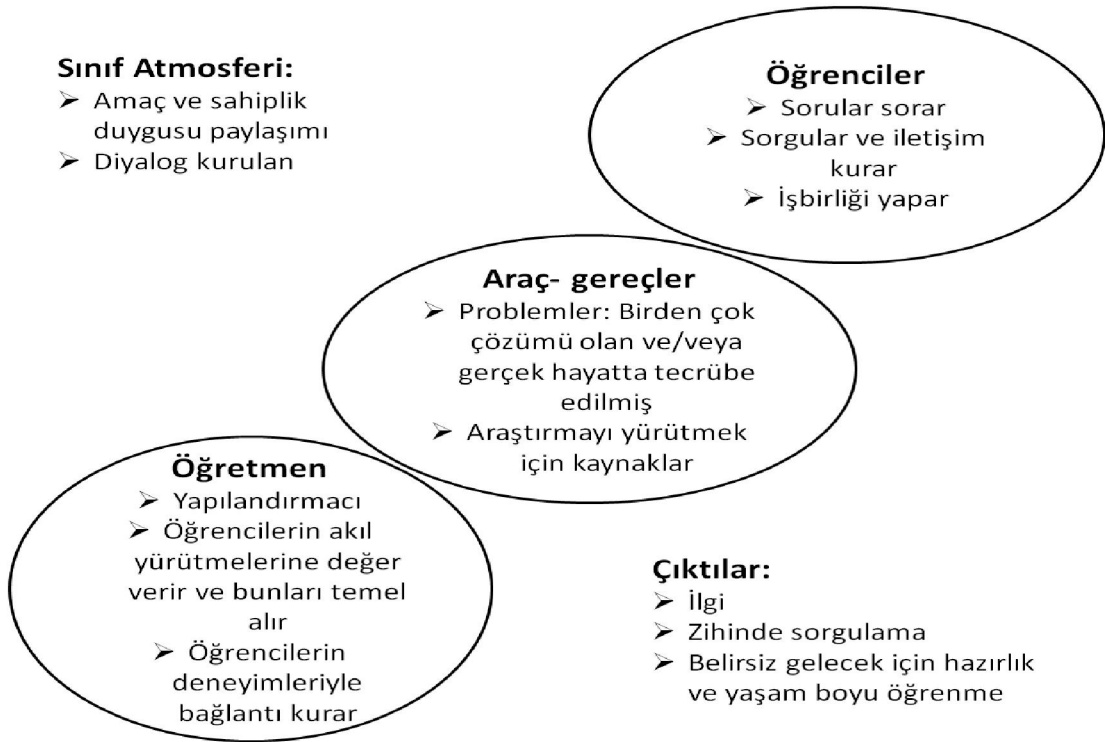 Sınıf Atmosferi:
➢ Amaç ve sahiplik
duygusu paylaşımı
➢ Diyalog kurulan
Öğrenciler
➢ Sorular sorar
➢ Sorgular ve iletişim
kurar
➢ İşbirliği yapar
Araç- gereçler
➢ Problemler: Birden çok
çözümü olan ve/veya
gerçek hayatta tecrübe
edilmiş
➢ Araştırmayı yürütmek
için kaynaklar
Öğretmen
➢ Yapılandırmacı
➢ Öğrencilerin akıl
yürütmelerine değer
verir ve bunları temel
alır
➢ Öğrencilerin
deneyimleriyle
bağlantı kurar
Çıktılar:
➢ İlgi
➢ Zihinde sorgulama
➢ Belirsiz gelecek için hazırlık
ve yaşam boyu öğrenme